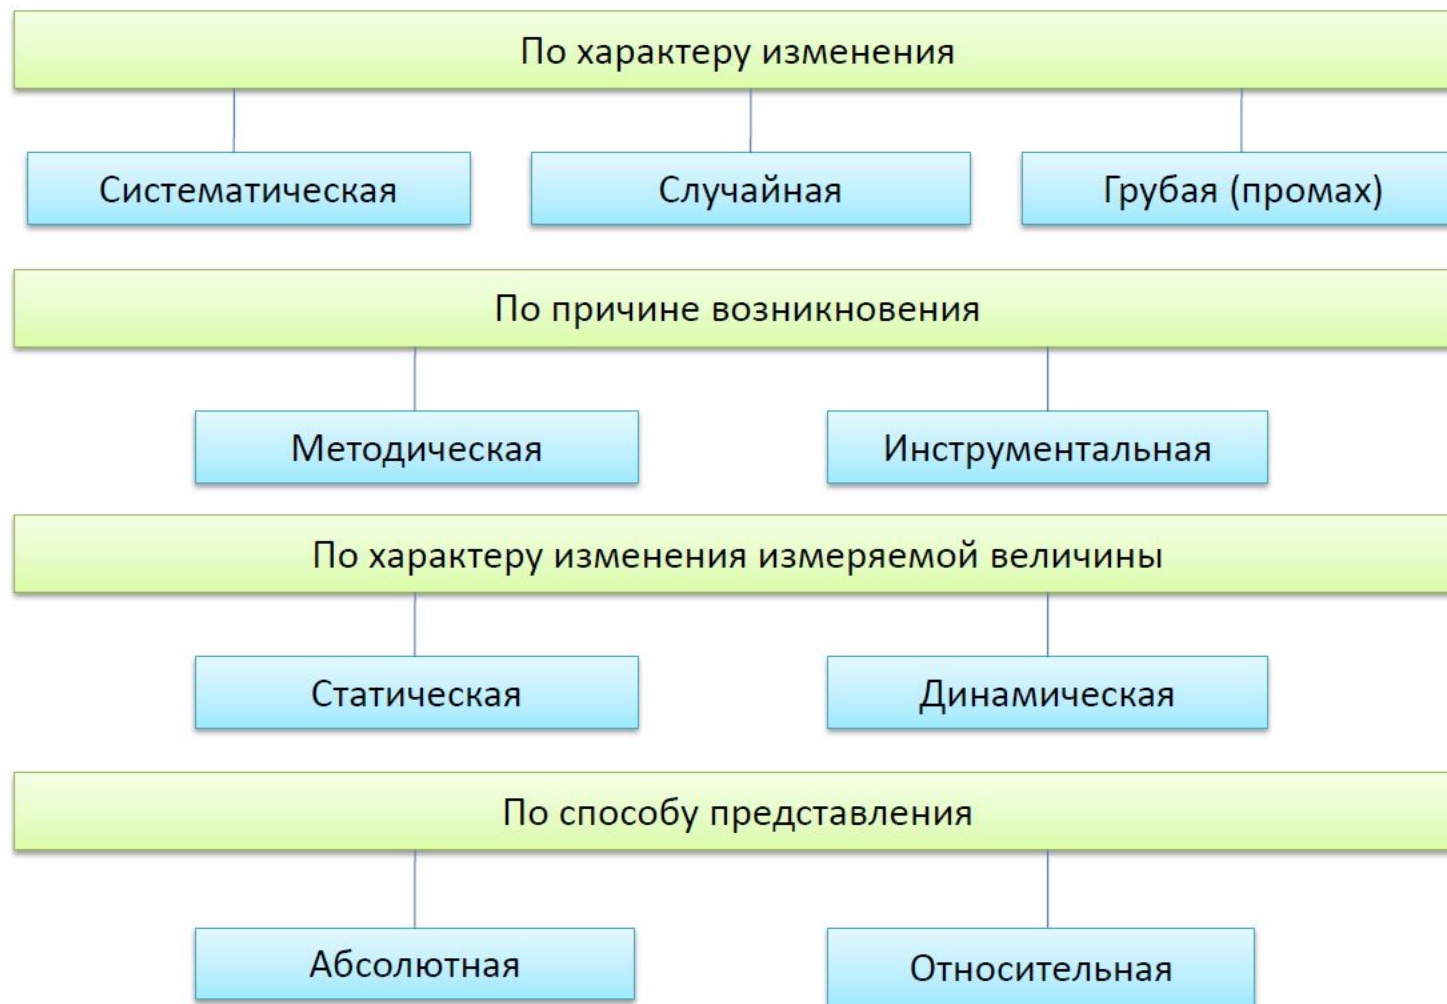 По характеру изменения
Систематическая
Случайная
Грубая (промах)
По причине возникновения
Методическая
Инструментальная
По характеру изменения измеряемой величины
Статическая
Динамическая
По способу представления
Абсолютная
Относительная